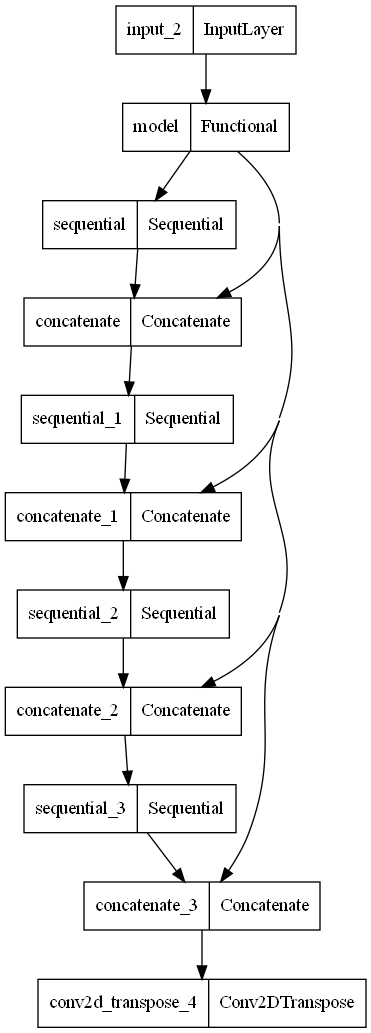 input_2 InputLayer
model Functional
sequential Sequential
concatenate Concatenate
sequential_1 Sequential
concatenate_1 Concatenate
sequential_2 Sequential
concatenate_2 Concatenate
sequential_3 Sequential
concatenate_3 Concatenate
conv2d_transpose_4 Conv2DTranspose